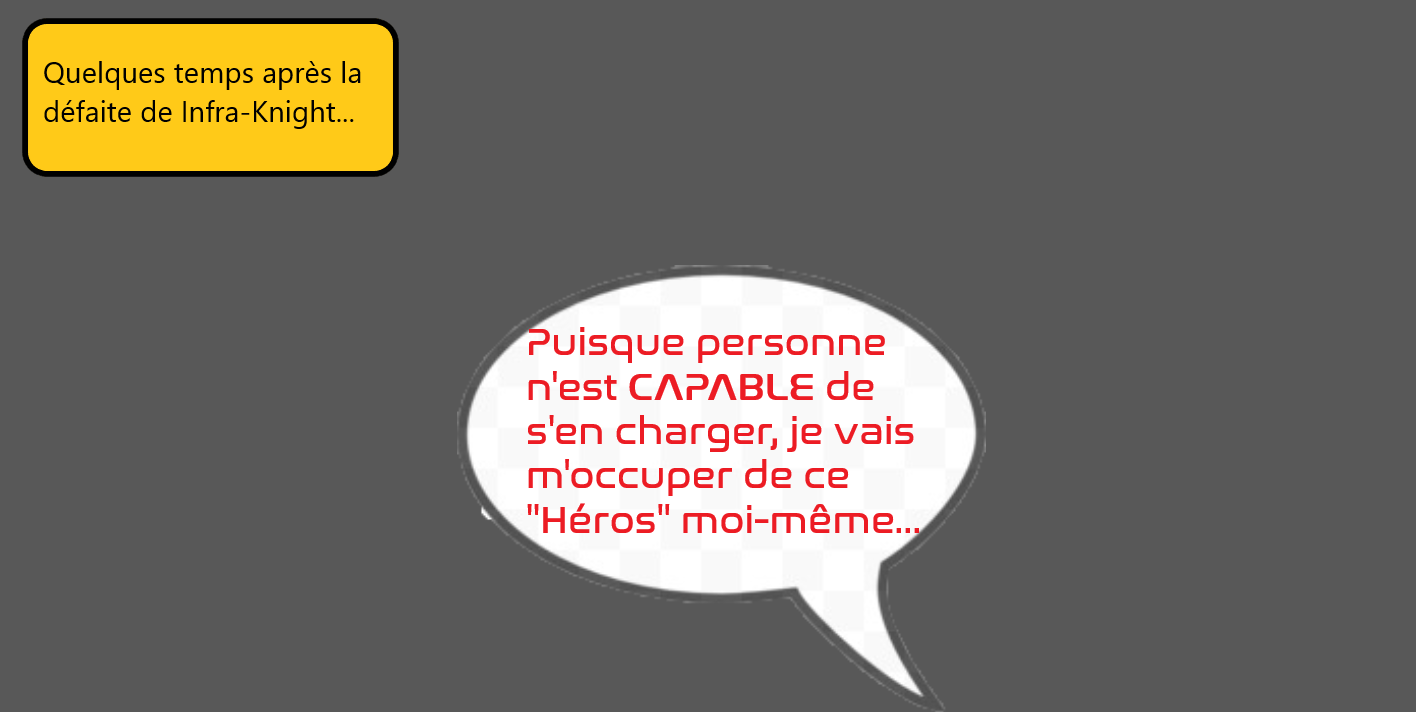 Quelques temps après la
défaite de Infra-Knight...
Puisque personne
n'est CAPABLE de
s'en charger, je vais
m'occuper de ce
"Héros" moi-même...